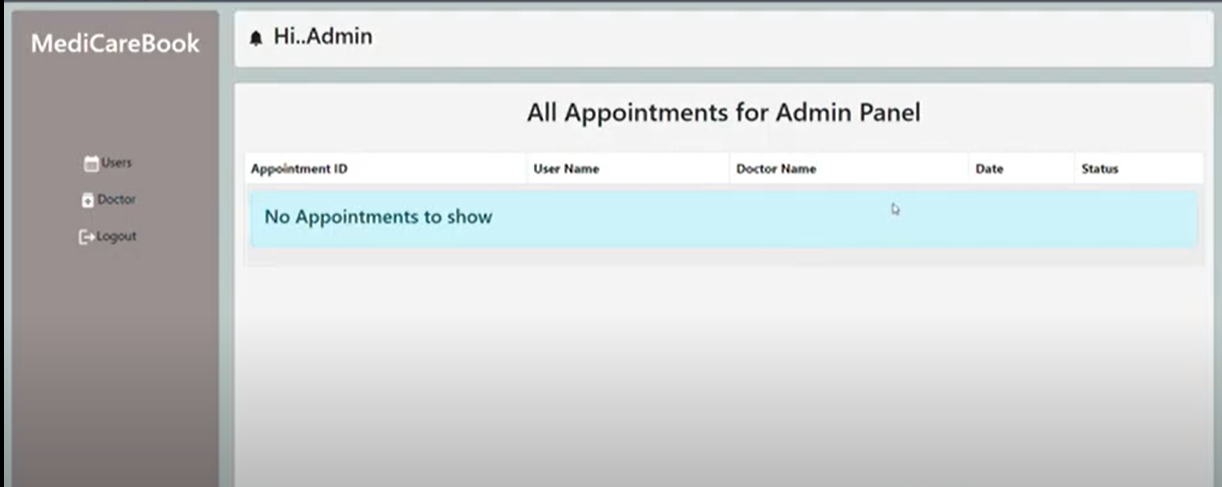 MediCareBook
Users
Doctor
Logout
Hi..Admin
All Appointments for Admin Panel
Appointment ID User Name Doctor Name Date Status
No Appointments to show